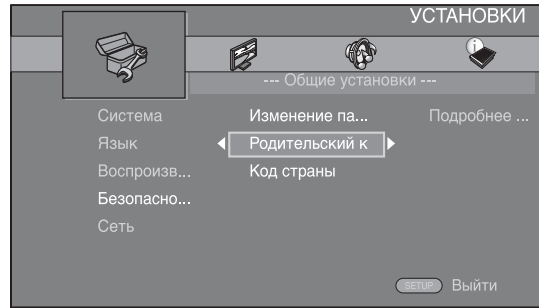 УСТАНОВКИ
--- Общие установки ---
Система
Изменение па...
Подробнее ...
Язык
Родительский к
Воспроизв...
Код страны
Безопасно...
Сеть
SETUP Выйти